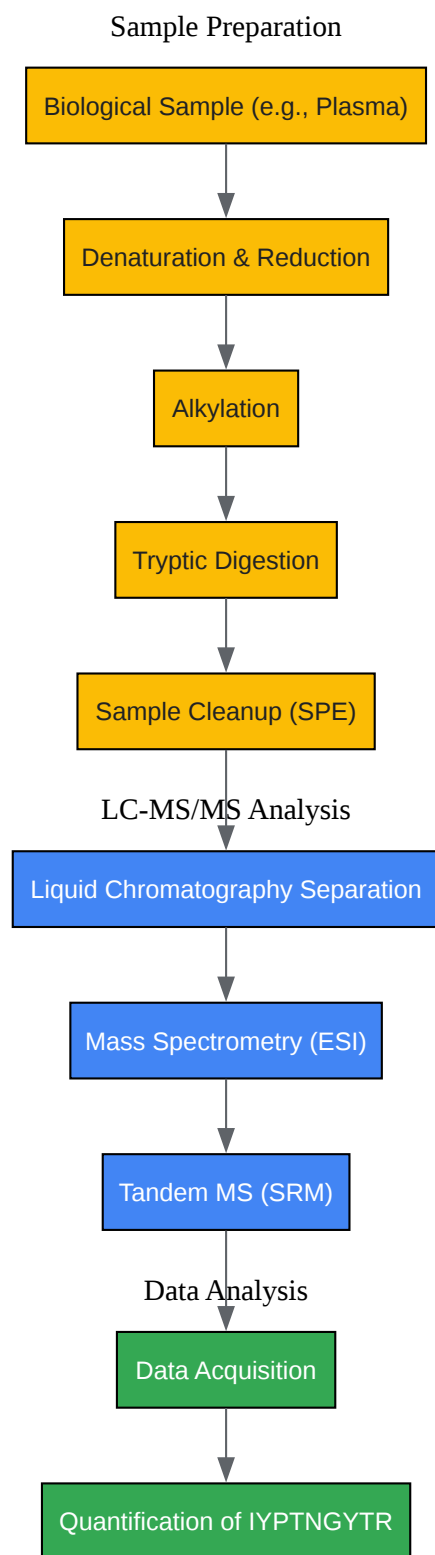 Sample Preparation
Biological Sample (e.g., Plasma)
Denaturation & Reduction
Alkylation
Tryptic Digestion
Sample Cleanup (SPE)
LC-MS/MS Analysis
Liquid Chromatography Separation
Mass Spectrometry (ESI)
Tandem MS (SRM)
Data Analysis
Data Acquisition
Quantification of IYPTNGYTR